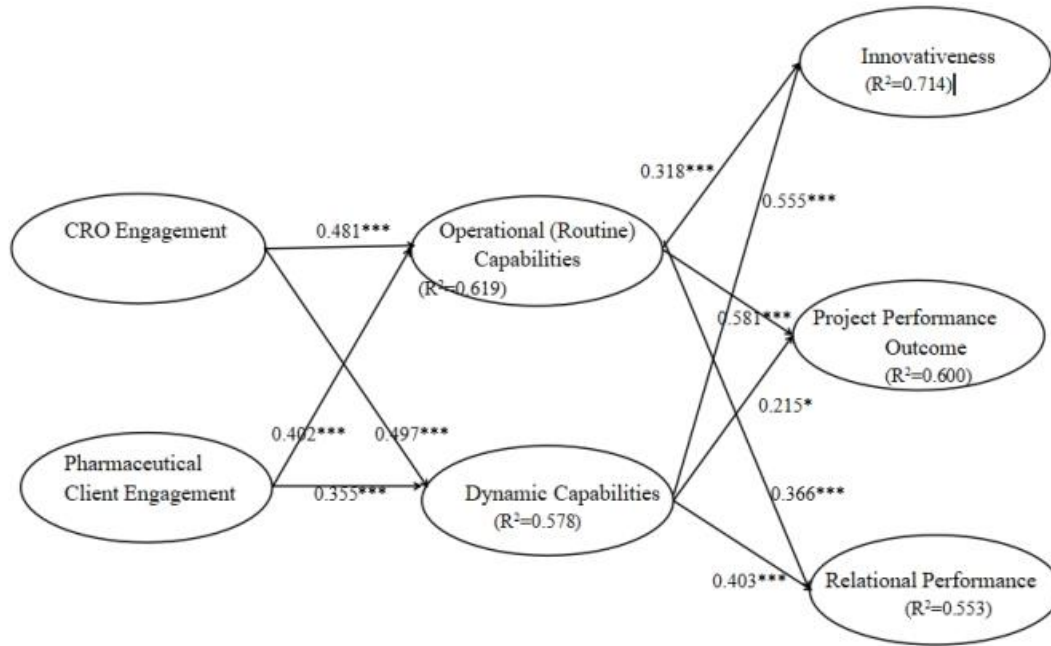 Innovativeness
(R²=0.714)
0.318***
0.555***
CRO Engagement
0.481***
Operational (Routine)
Capabilities
(R²=0.619)
0.581***
Project Performance
Outcome
(R²=0.600)
0.215*
0.402***
0.497***
Pharmaceutical
Client Engagement
0.355***
Dynamic Capabilities
(R²=0.578)
0.366***
0.403***
Relational Performance
(R²=0.553)